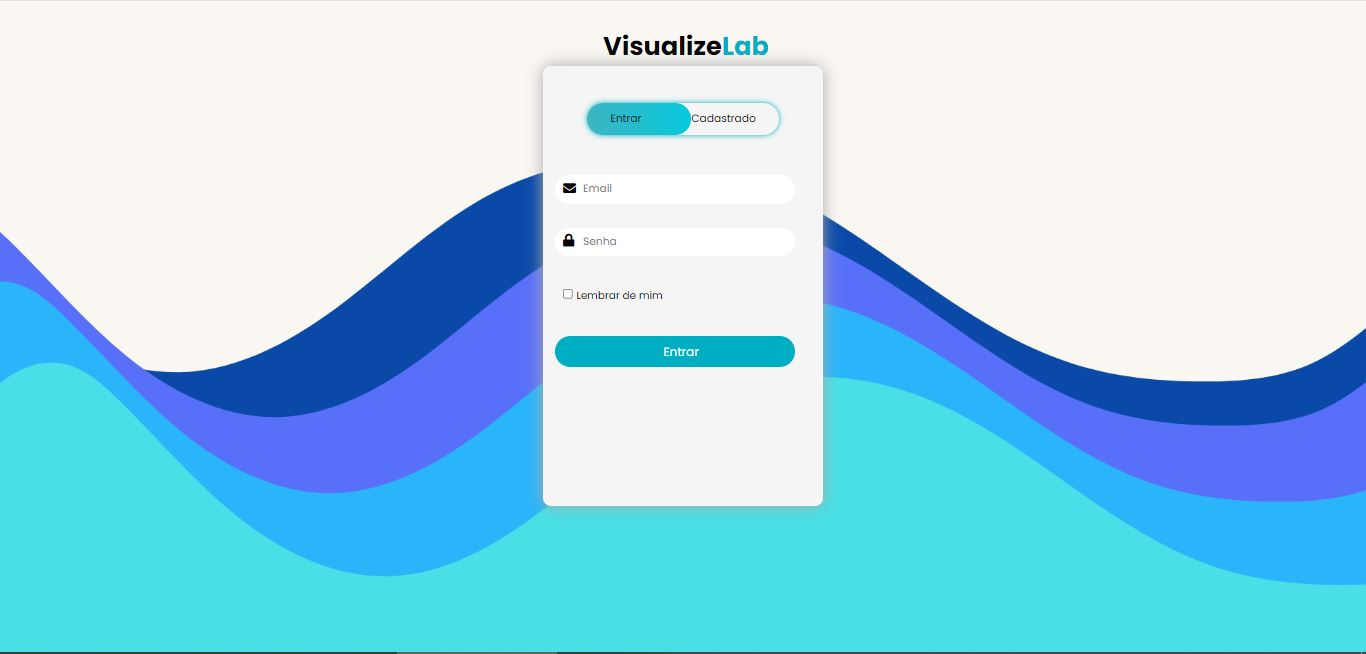 VisualizeLab
Entrar Cadastrado
Email
Senha
Lembrar de mim
Entrar